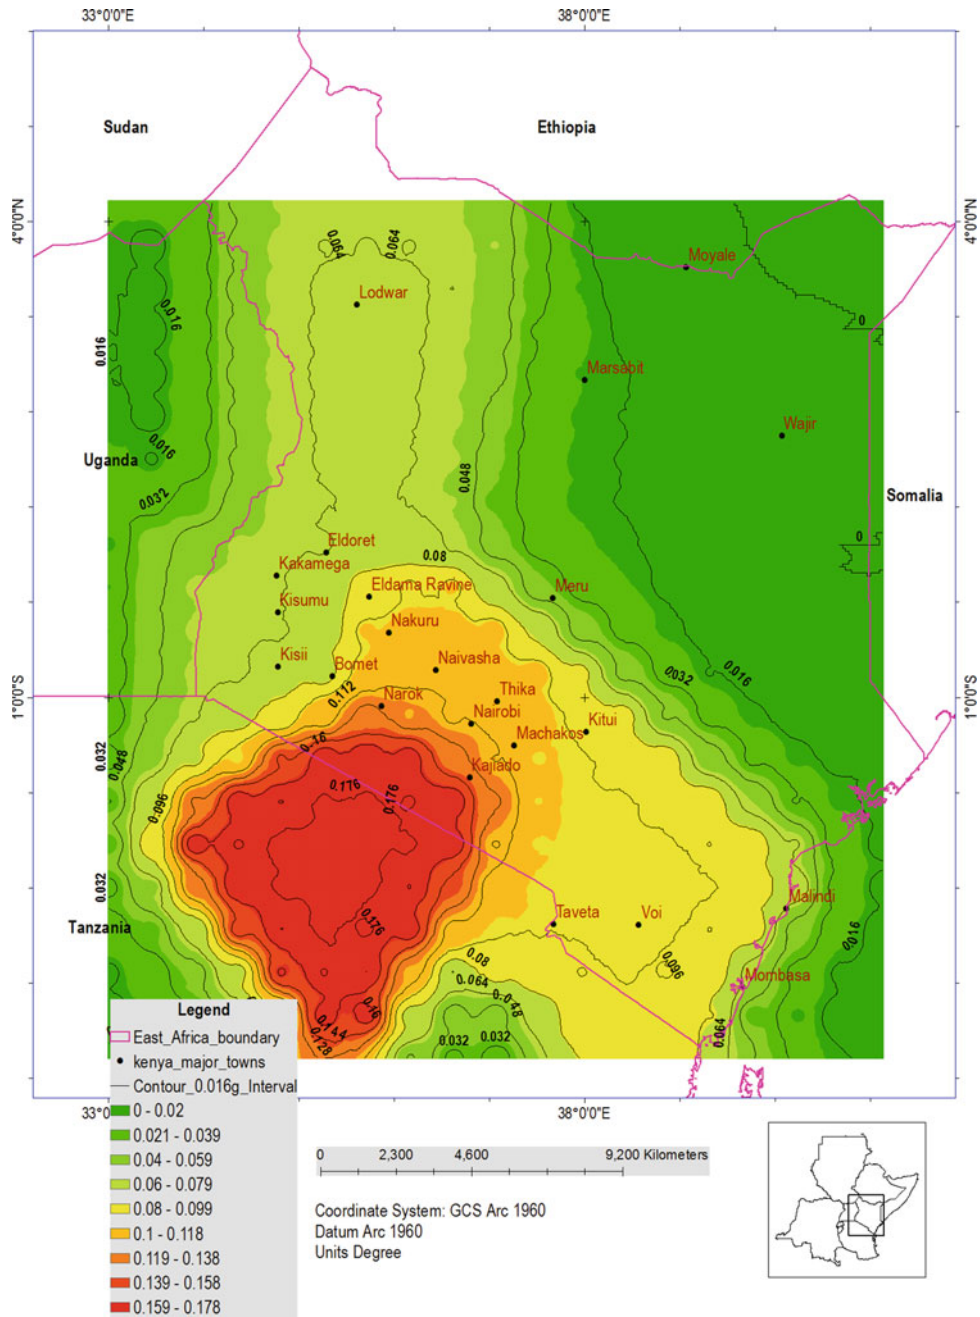 33°0'0"E 38°0'0"E
Sudan
Ethiopia
4°0'0"N 4°0'0"N
0.064 0.064
Moyale
Lodwar
0.016
0
0.016
Marsabit
Wajir
0.016
Uganda
0.048
0.032
Somalia
0
Eldoret
0.08
Kakamega
Eldama Ravine
Meru
Kisumu
Nakuru
Kisii
Bomet
Naivasha
0.032
0.016
1°0'0"S 1°0'0"S
0.112
Narok
Thika
Nairobi
Kitui
Machakos
0.16
0.032
0.048
Kajiado
0.176
0.176
0.096
0.032
Malindi
Taveta
Voi
0.176
Tanzania
0.016
0.08
0.096
0.064
0.048
Mombasa
0.16
0.144
0.128
0.032
0.032
0.064
Legend
East_Africa_boundary
kenya_major_towns
Contour_0.016g_Interval
0 - 0.02
0.021 - 0.039
0.04 - 0.059
0.06 - 0.079
0.08 - 0.099
0.1 - 0.118
0.119 - 0.138
0.139 - 0.158
0.159 - 0.178
33°0'0"E 38°0'0"E
0 2,300 4,600 9,200 Kilometers
Coordinate System: GCS Arc 1960
Datum Arc 1960
Units Degree